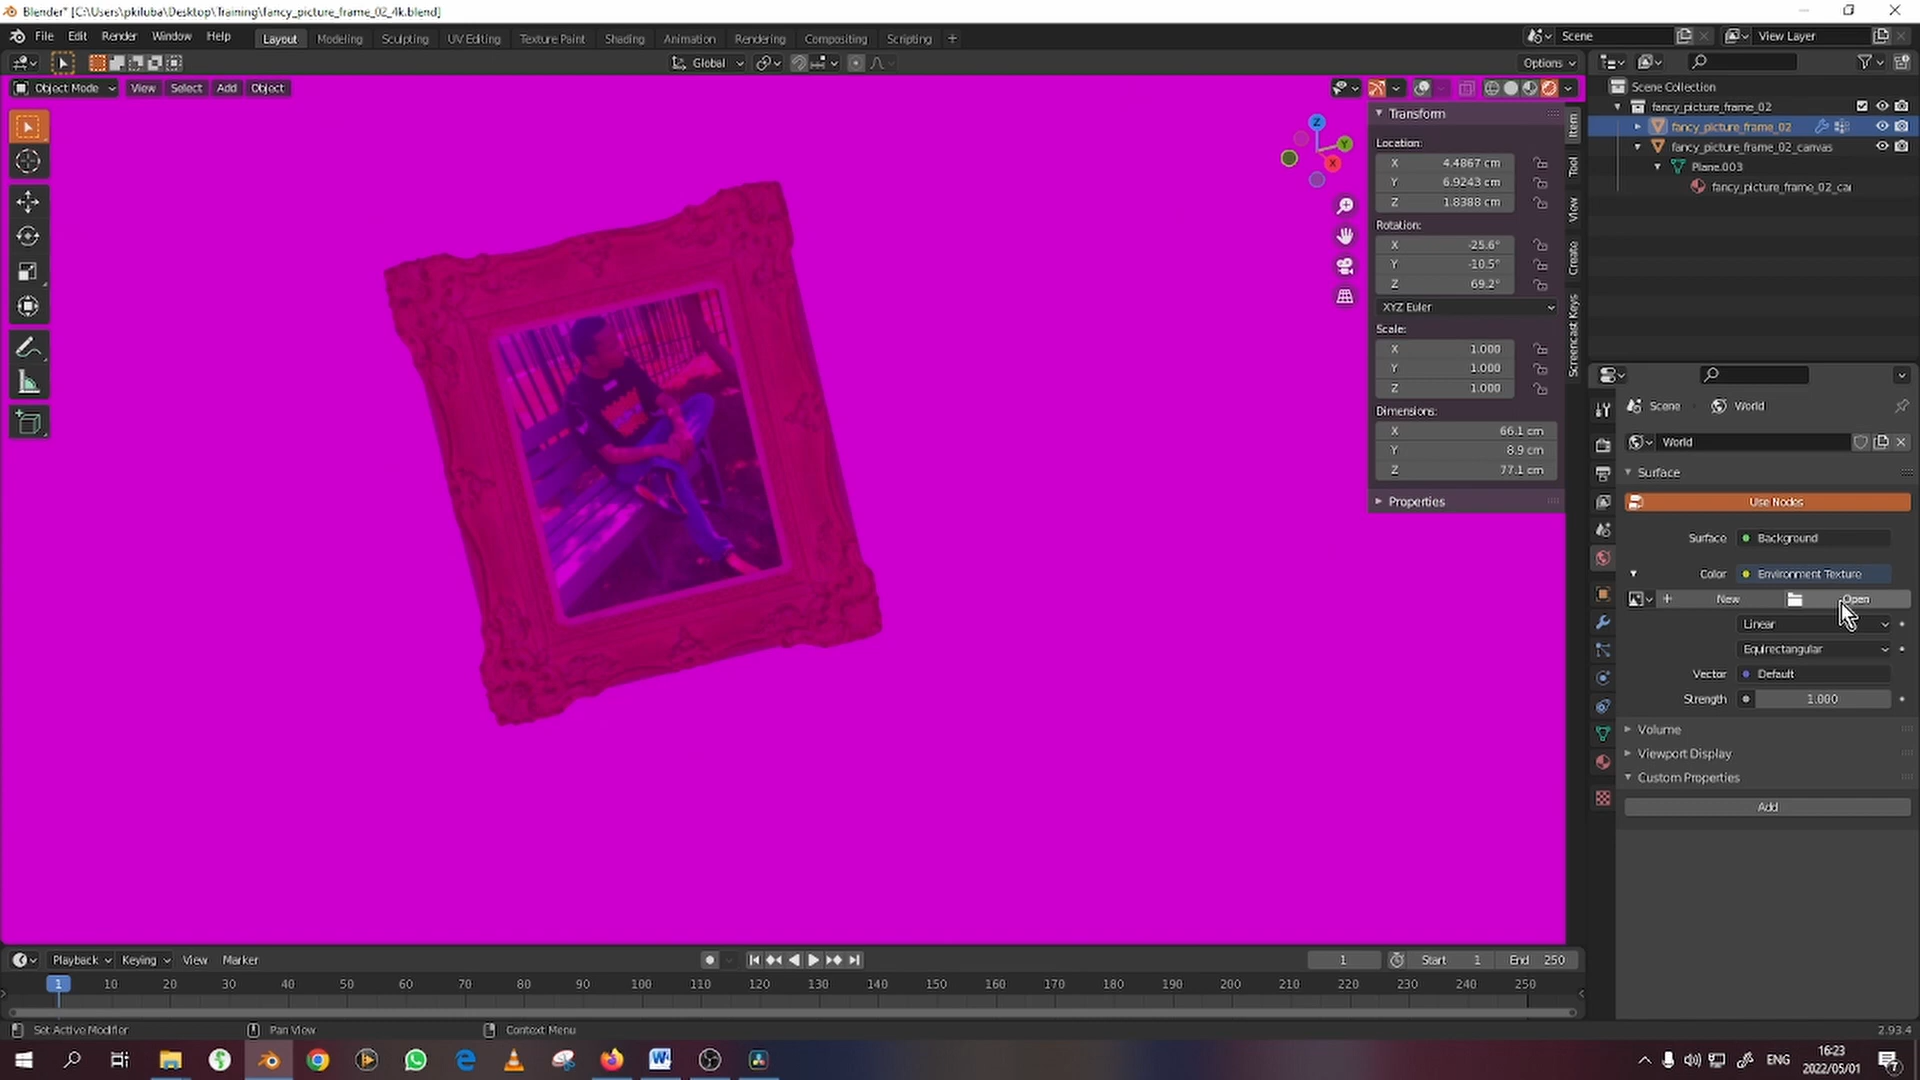 Blender* [C:\Users\pkiluba\Desktop\Training\fancy_picture_frame_02_4k.blend]
File Edit Render Window Help Layout Modeling Sculpting UV Editing Texture Paint Shading Animation Rendering Compositing Scripting + Scene View Layer
Global Options
Object Mode View Select Add Object
Scene Collection
fancy_picture_frame_02
fancy_picture_frame_02
fancy_picture_frame_02_canvas
Plane.003
fancy_picture_frame_02_ca
Z
Y
X
Transform
Location:
X 4.4867 cm
Y 6.9243 cm
Z 1.8388 cm
Rotation:
X -25.6°
Y -10.5°
Z 69.2°
XYZ Euler
Scale:
X 1.000
Y 1.000
Z 1.000
Dimensions:
X 66.1 cm
Y 8.9 cm
Z 77.1 cm
Properties
Item
Tool
View
Create
Screencast Keys
Scene World
World
Surface
Use Nodes
Surface Background
Color Environment Texture
New Open
Linear
Equirectangular
Vector Default
Strength 1.000
Volume
Viewport Display
Custom Properties
Add
Playback Keying View Marker 1 Start 1 End 250
1 10 20 30 40 50 60 70 80 90 100 110 120 130 140 150 160 170 180 190 200 210 220 230 240 250
Set Active Modifier Pan View Context Menu 2.93.4
ENG 16:23
2022/05/01